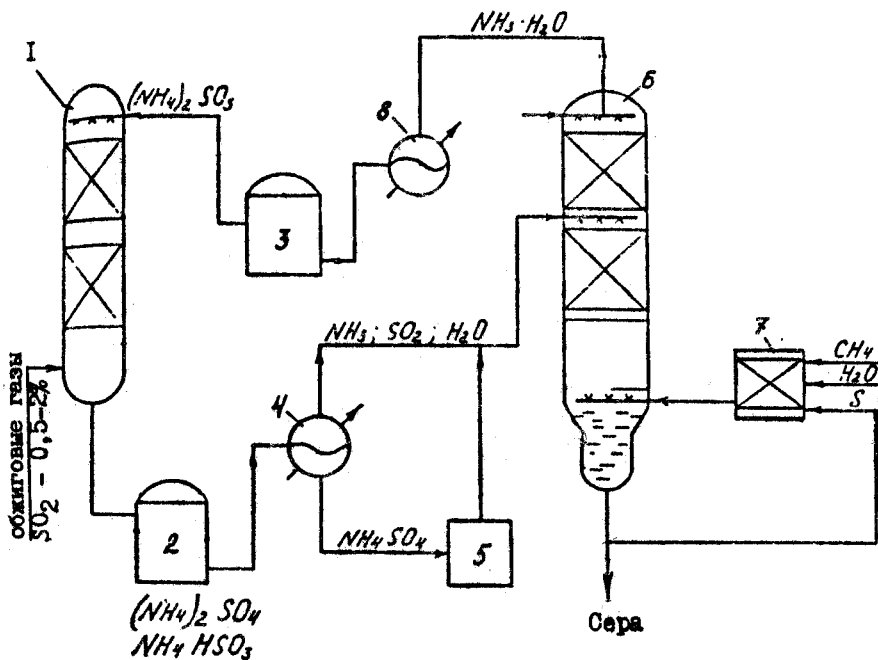 NH₃·H₂O
I
(NH₄)₂ SO₃
8
6
3
NH₃; SO₂; H₂O
7
CH₄
H₂O
S
обжиговые газы
SO₂ - 0,5-2%
4
2
NH₄ SO₄
5
(NH₄)₂ SO₄
NH₄ HSO₃
Сера